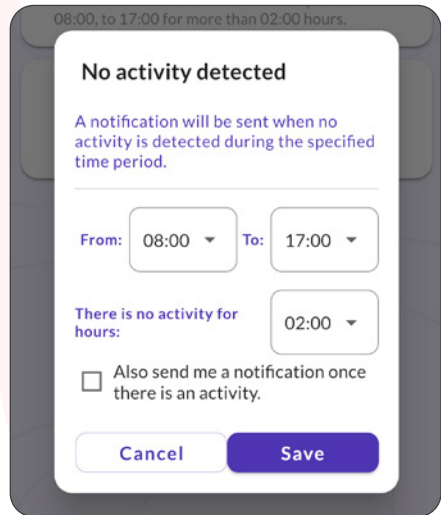 08:00, to 17:00 for more than 02:00 hours.
No activity detected
A notification will be sent when no
activity is detected during the specified
time period.
From: 08:00 To: 17:00
There is no activity for
hours: 02:00
Also send me a notification once
there is an activity.
Cancel Save